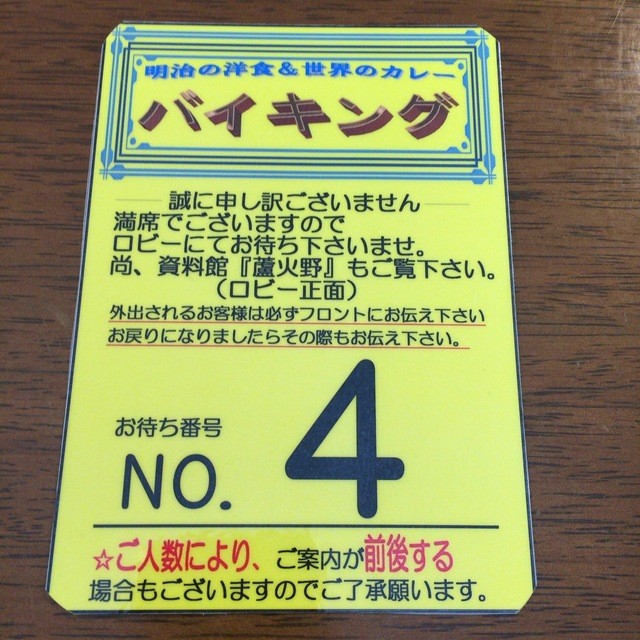 明治の洋食&世界のカレー
バイキング
誠に申し訳ございません
満席でございますので
ロビーにてお待ち下さいませ。
尚、資料館『蘆火野』もご覧下さい。
(ロビー正面)
外出されるお客様は必ずフロントにお伝え下さい
お戻りになりましたらその際もお伝え下さい。
お待ち番号
NO. 4
☆ご人数により、ご案内が前後する
場合もございますのでご了承願います。